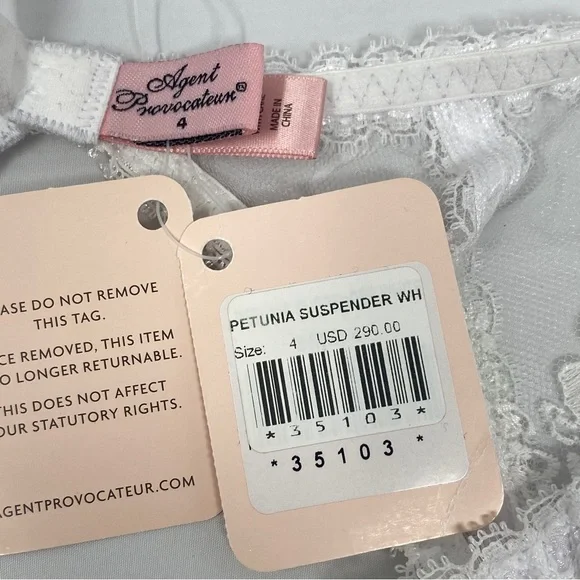 Agent
Provocateur®
4
MADE IN
CHINA
ASE DO NOT REMOVE
THIS TAG.
CE REMOVED, THIS ITEM
O LONGER RETURNABLE.
THIS DOES NOT AFFECT
OUR STATUTORY RIGHTS.
AGENTPROVOCATEUR.COM
PETUNIA SUSPENDER WH
Size: 4 USD 290.00
*35103*
*35103*